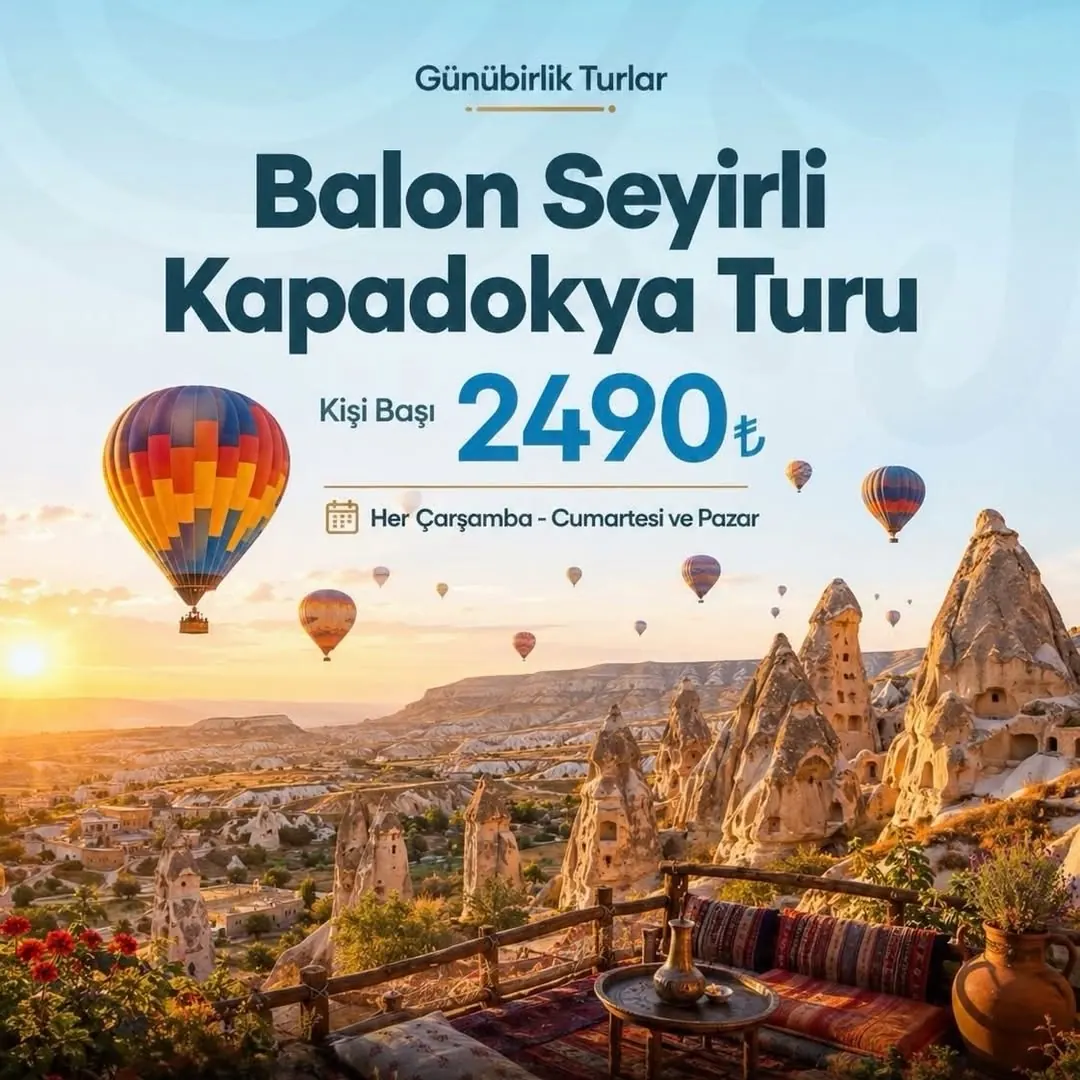 Günübirlik Turlar
Balon Seyirli
Kapadokya Turu
Kişi Başı 2490₺
Her Çarşamba - Cumartesi ve Pazar